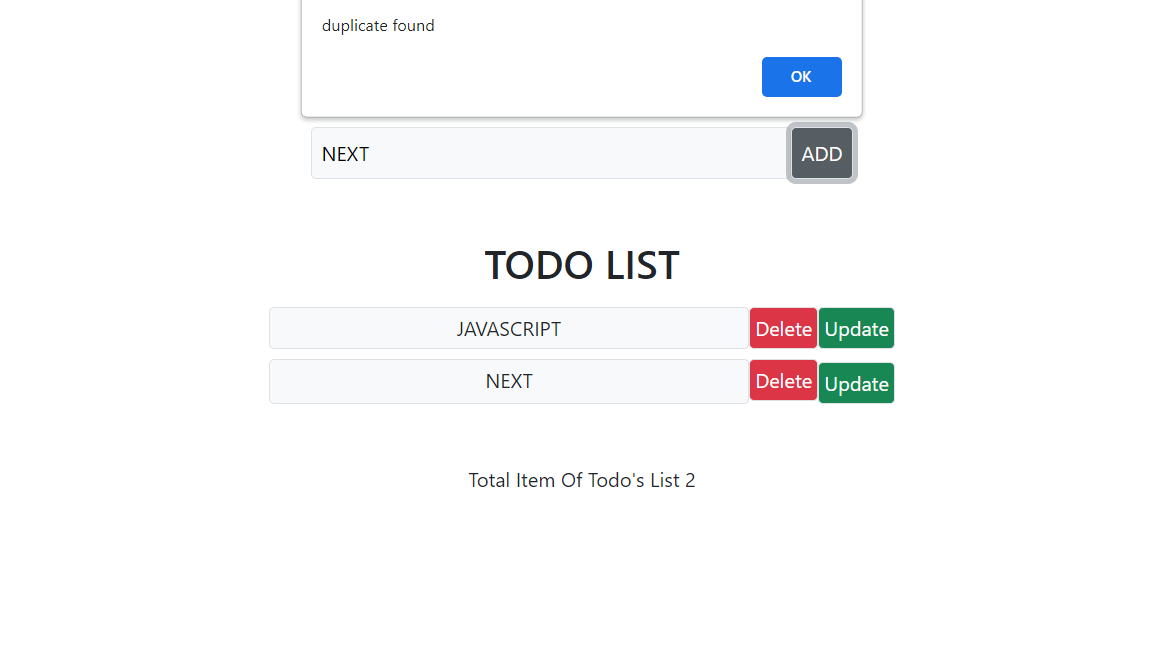 duplicate found
OK
NEXT ADD
TODO LIST
JAVASCRIPT Delete Update
NEXT Delete Update
Total Item Of Todo's List 2